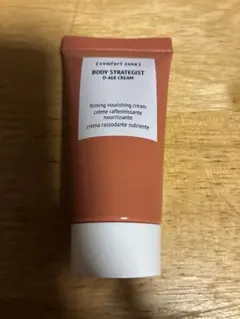 [ comfort zone ]
BODY STRATEGIST
D-AGE CREAM
firming nourishing cream
crème raffermissante
nourrissante
crema rassodante nutriente